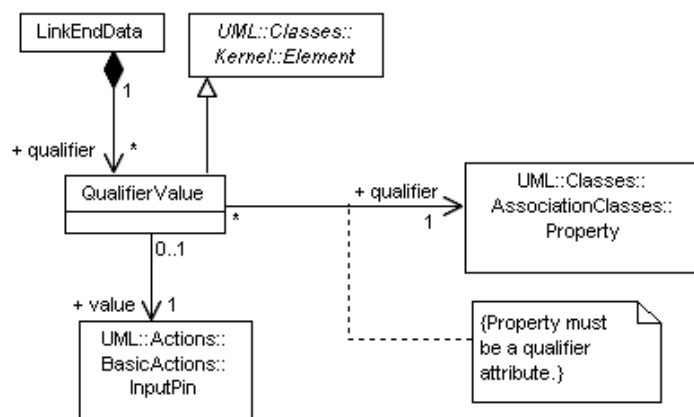 LinkEndData
UML::Classes::
Kernel::Element
1
+ qualifier
*
QualifierValue
+ qualifier
*
1
UML::Classes::
AssociationClasses::
Property
0..1
+ value
1
UML::Actions::
BasicActions::
InputPin
{Property must
be a qualifier
attribute.}